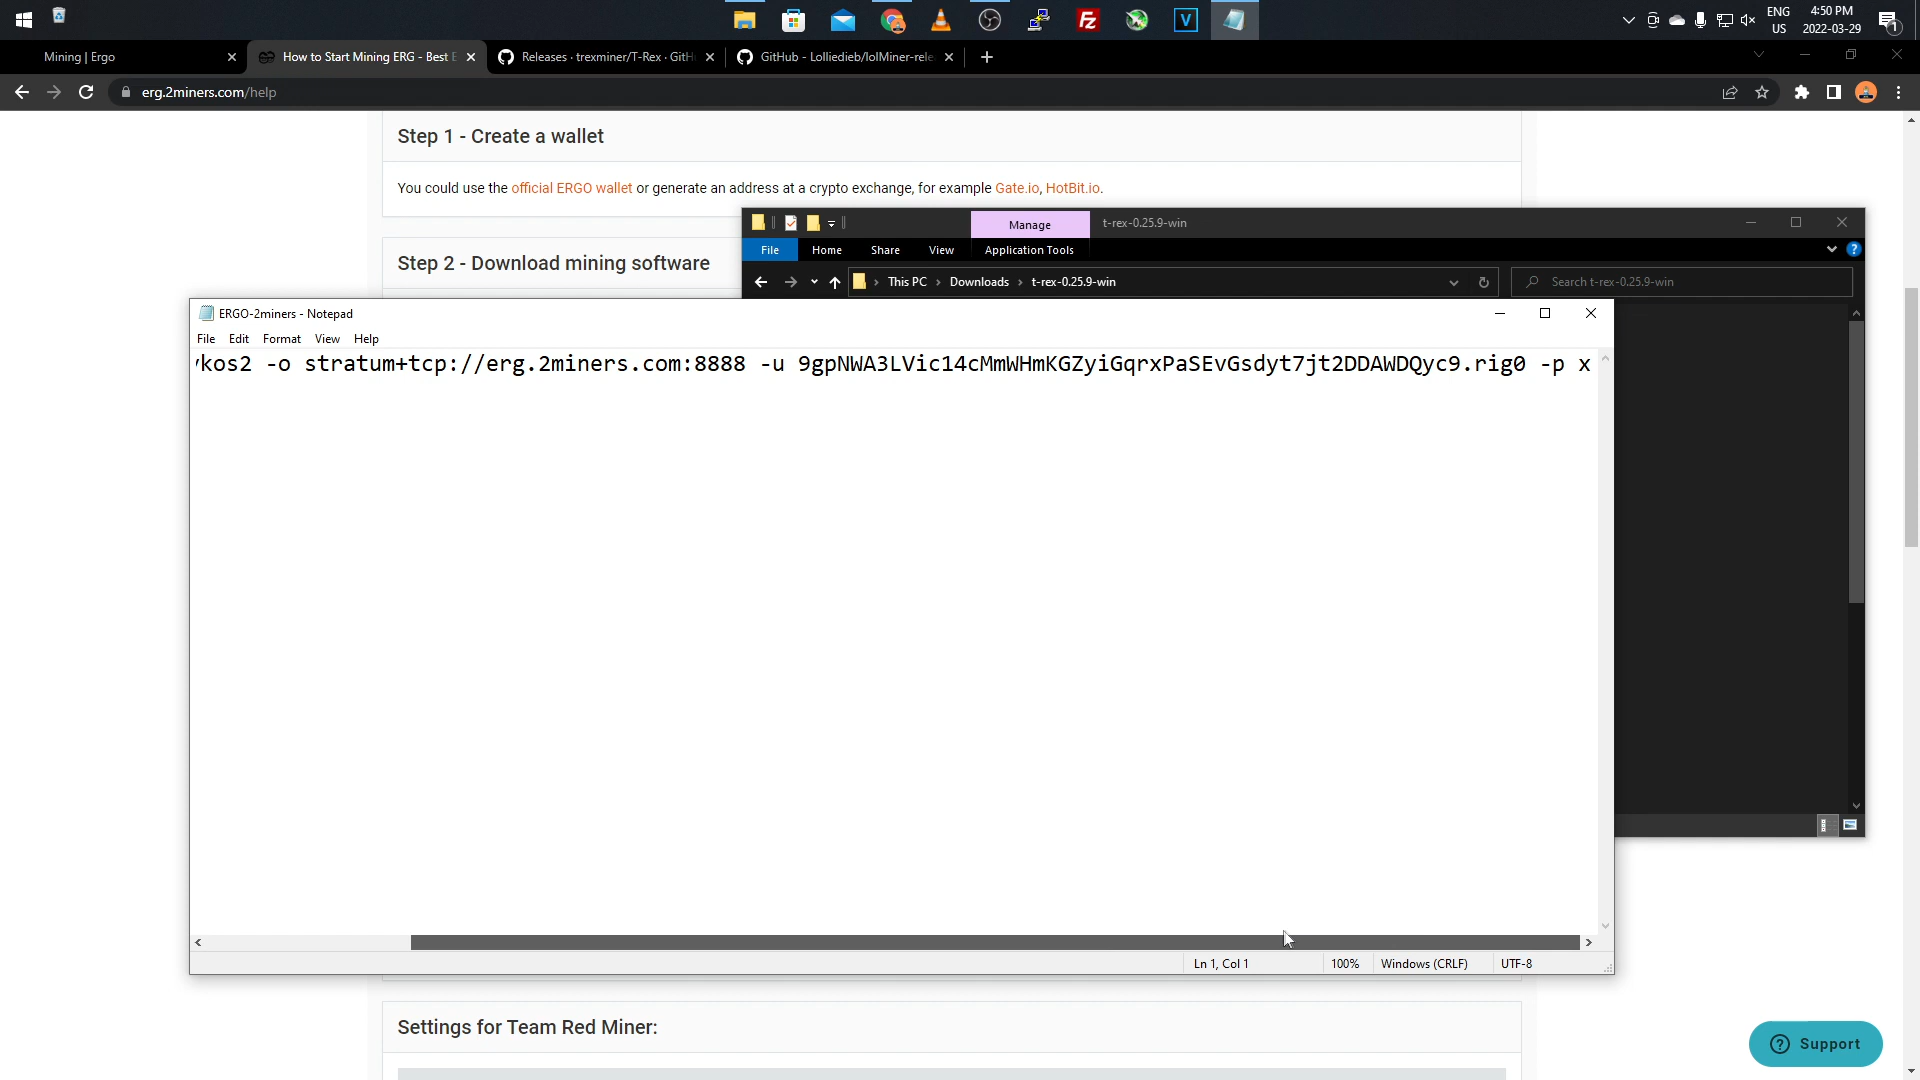 ENG
US
4:50 PM
2022-03-29
1
Mining | Ergo
How to Start Mining ERG - Best E
Releases · trexminer/T-Rex · GitH
GitHub - Lolliedieb/lolMiner-rele
erg.2miners.com/help
Step 1 - Create a wallet
You could use the official ERGO wallet or generate an address at a crypto exchange, for example Gate.io, HotBit.io.
Step 2 - Download mining software
Manage
t-rex-0.25.9-win
File Home Share View Application Tools
This PC Downloads t-rex-0.25.9-win
Search t-rex-0.25.9-win
ERGO-2miners - Notepad
File Edit Format View Help
ykos2 -o stratum+tcp://erg.2miners.com:8888 -u 9gpNWA3LVic14cMmWHmKGZyiGqrxPaSEvGsdyt7jt2DDAWDQyc9.rig0 -p x
Ln 1, Col 1
100%
Windows (CRLF)
UTF-8
Settings for Team Red Miner:
Support